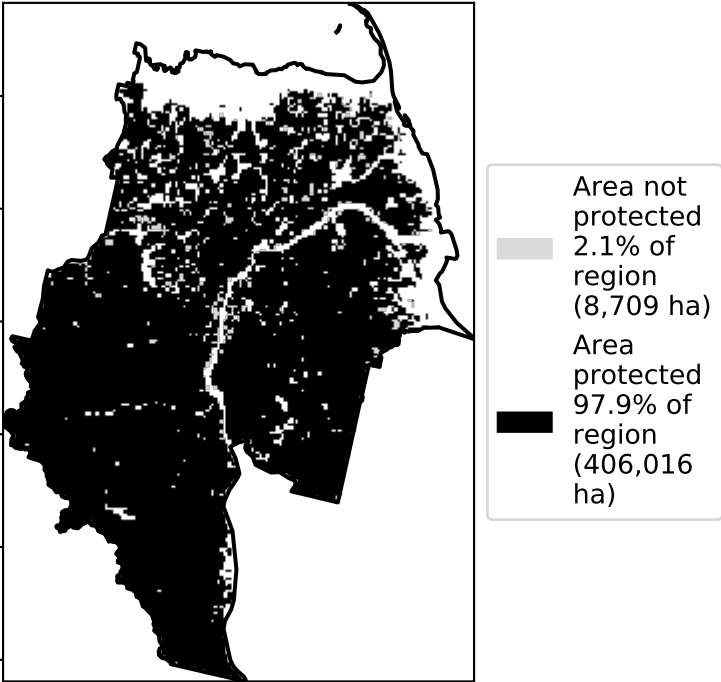 Area not
protected
2.1% of
region
(8,709 ha)
Area
protected
97.9% of
region
(406,016
ha)